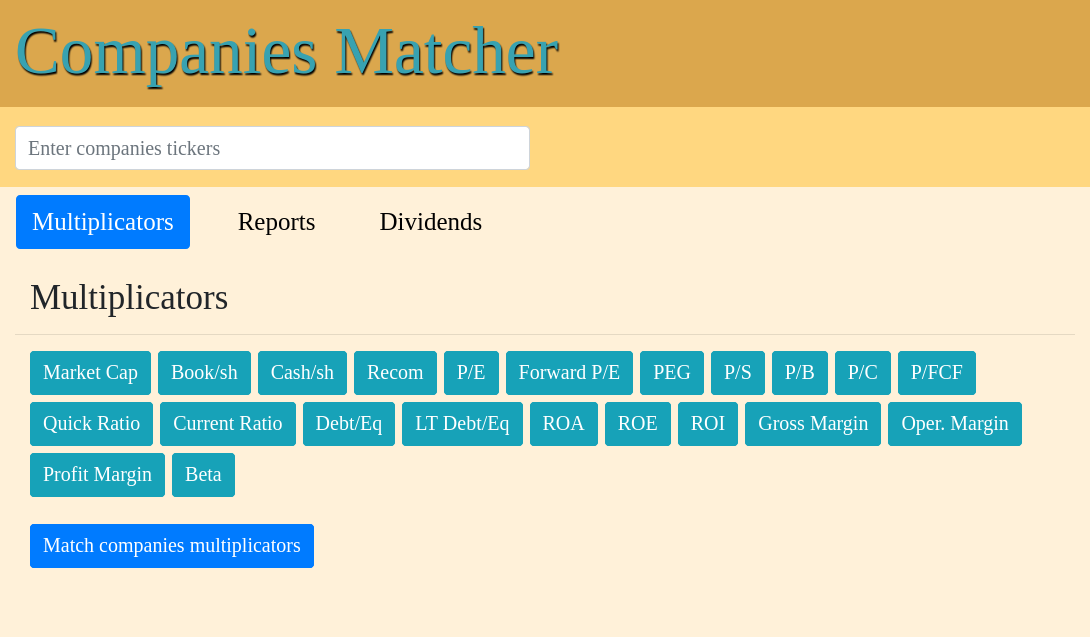 Companies Matcher
Enter companies tickers
Multiplicators Reports Dividends
Multiplicators
Market Cap Book/sh Cash/sh Recom P/E Forward P/E PEG P/S P/B P/C P/FCF
Quick Ratio Current Ratio Debt/Eq LT Debt/Eq ROA ROE ROI Gross Margin Oper. Margin
Profit Margin Beta
Match companies multiplicators